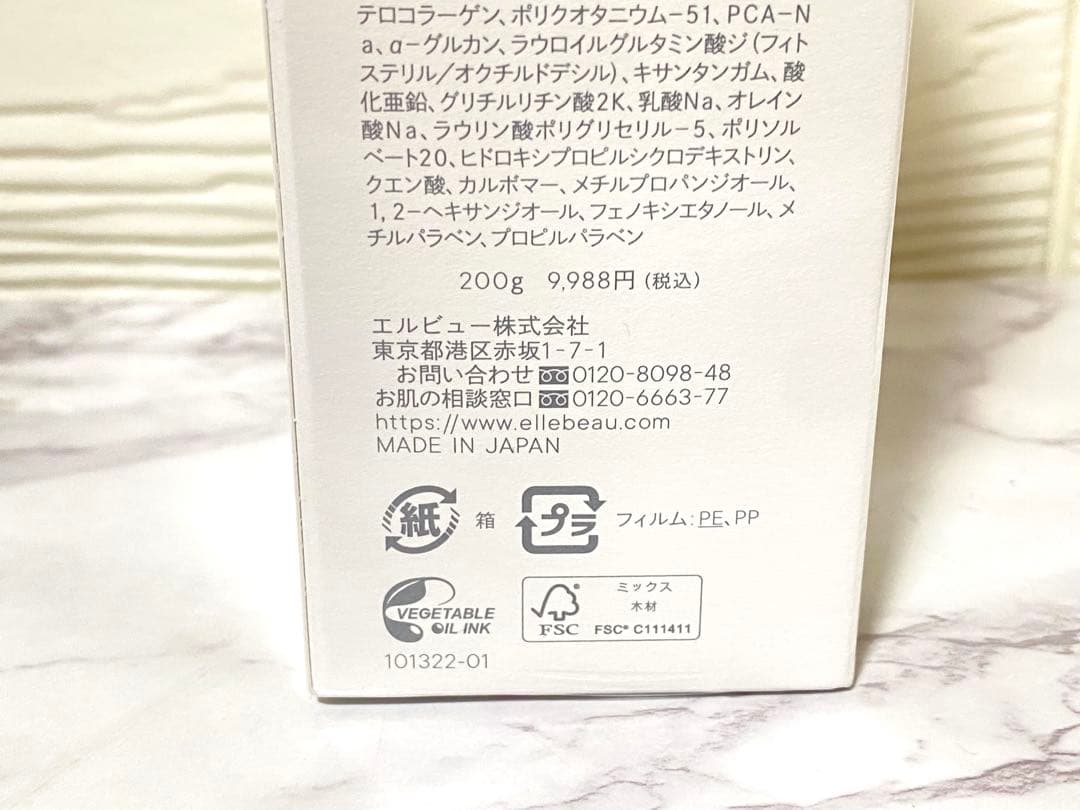 テロコラーゲン、ポリクオタニウム-51、PCA-N
a、α-グルカン、ラウロイルグルタミン酸ジ(フィト
ステリル/オクチルドデシル)、キサンタンガム、酸
化亜鉛、グリチルリチン酸2K、乳酸Na、オレイン
酸Na、ラウリン酸ポリグリセリル-5、ポリソル
ベート20、ヒドロキシプロピルシクロデキストリン、
クエン酸、カルボマー、メチルプロパンジオール、
1,2-ヘキサンジオール、フェノキシエタノール、メ
チルパラベン、プロピルパラベン
200g 9,988円(税込)
エルビュー株式会社
東京都港区赤坂1-7-1
お問い合わせ 0120-8098-48
お肌の相談窓口 0120-6663-77
https://www.ellebeau.com
MADE IN JAPAN
紙 箱 プラ フィルム:PE、PP
VEGETABLE
OIL INK
ミックス
木材
FSC FSC® C111411
101322-01